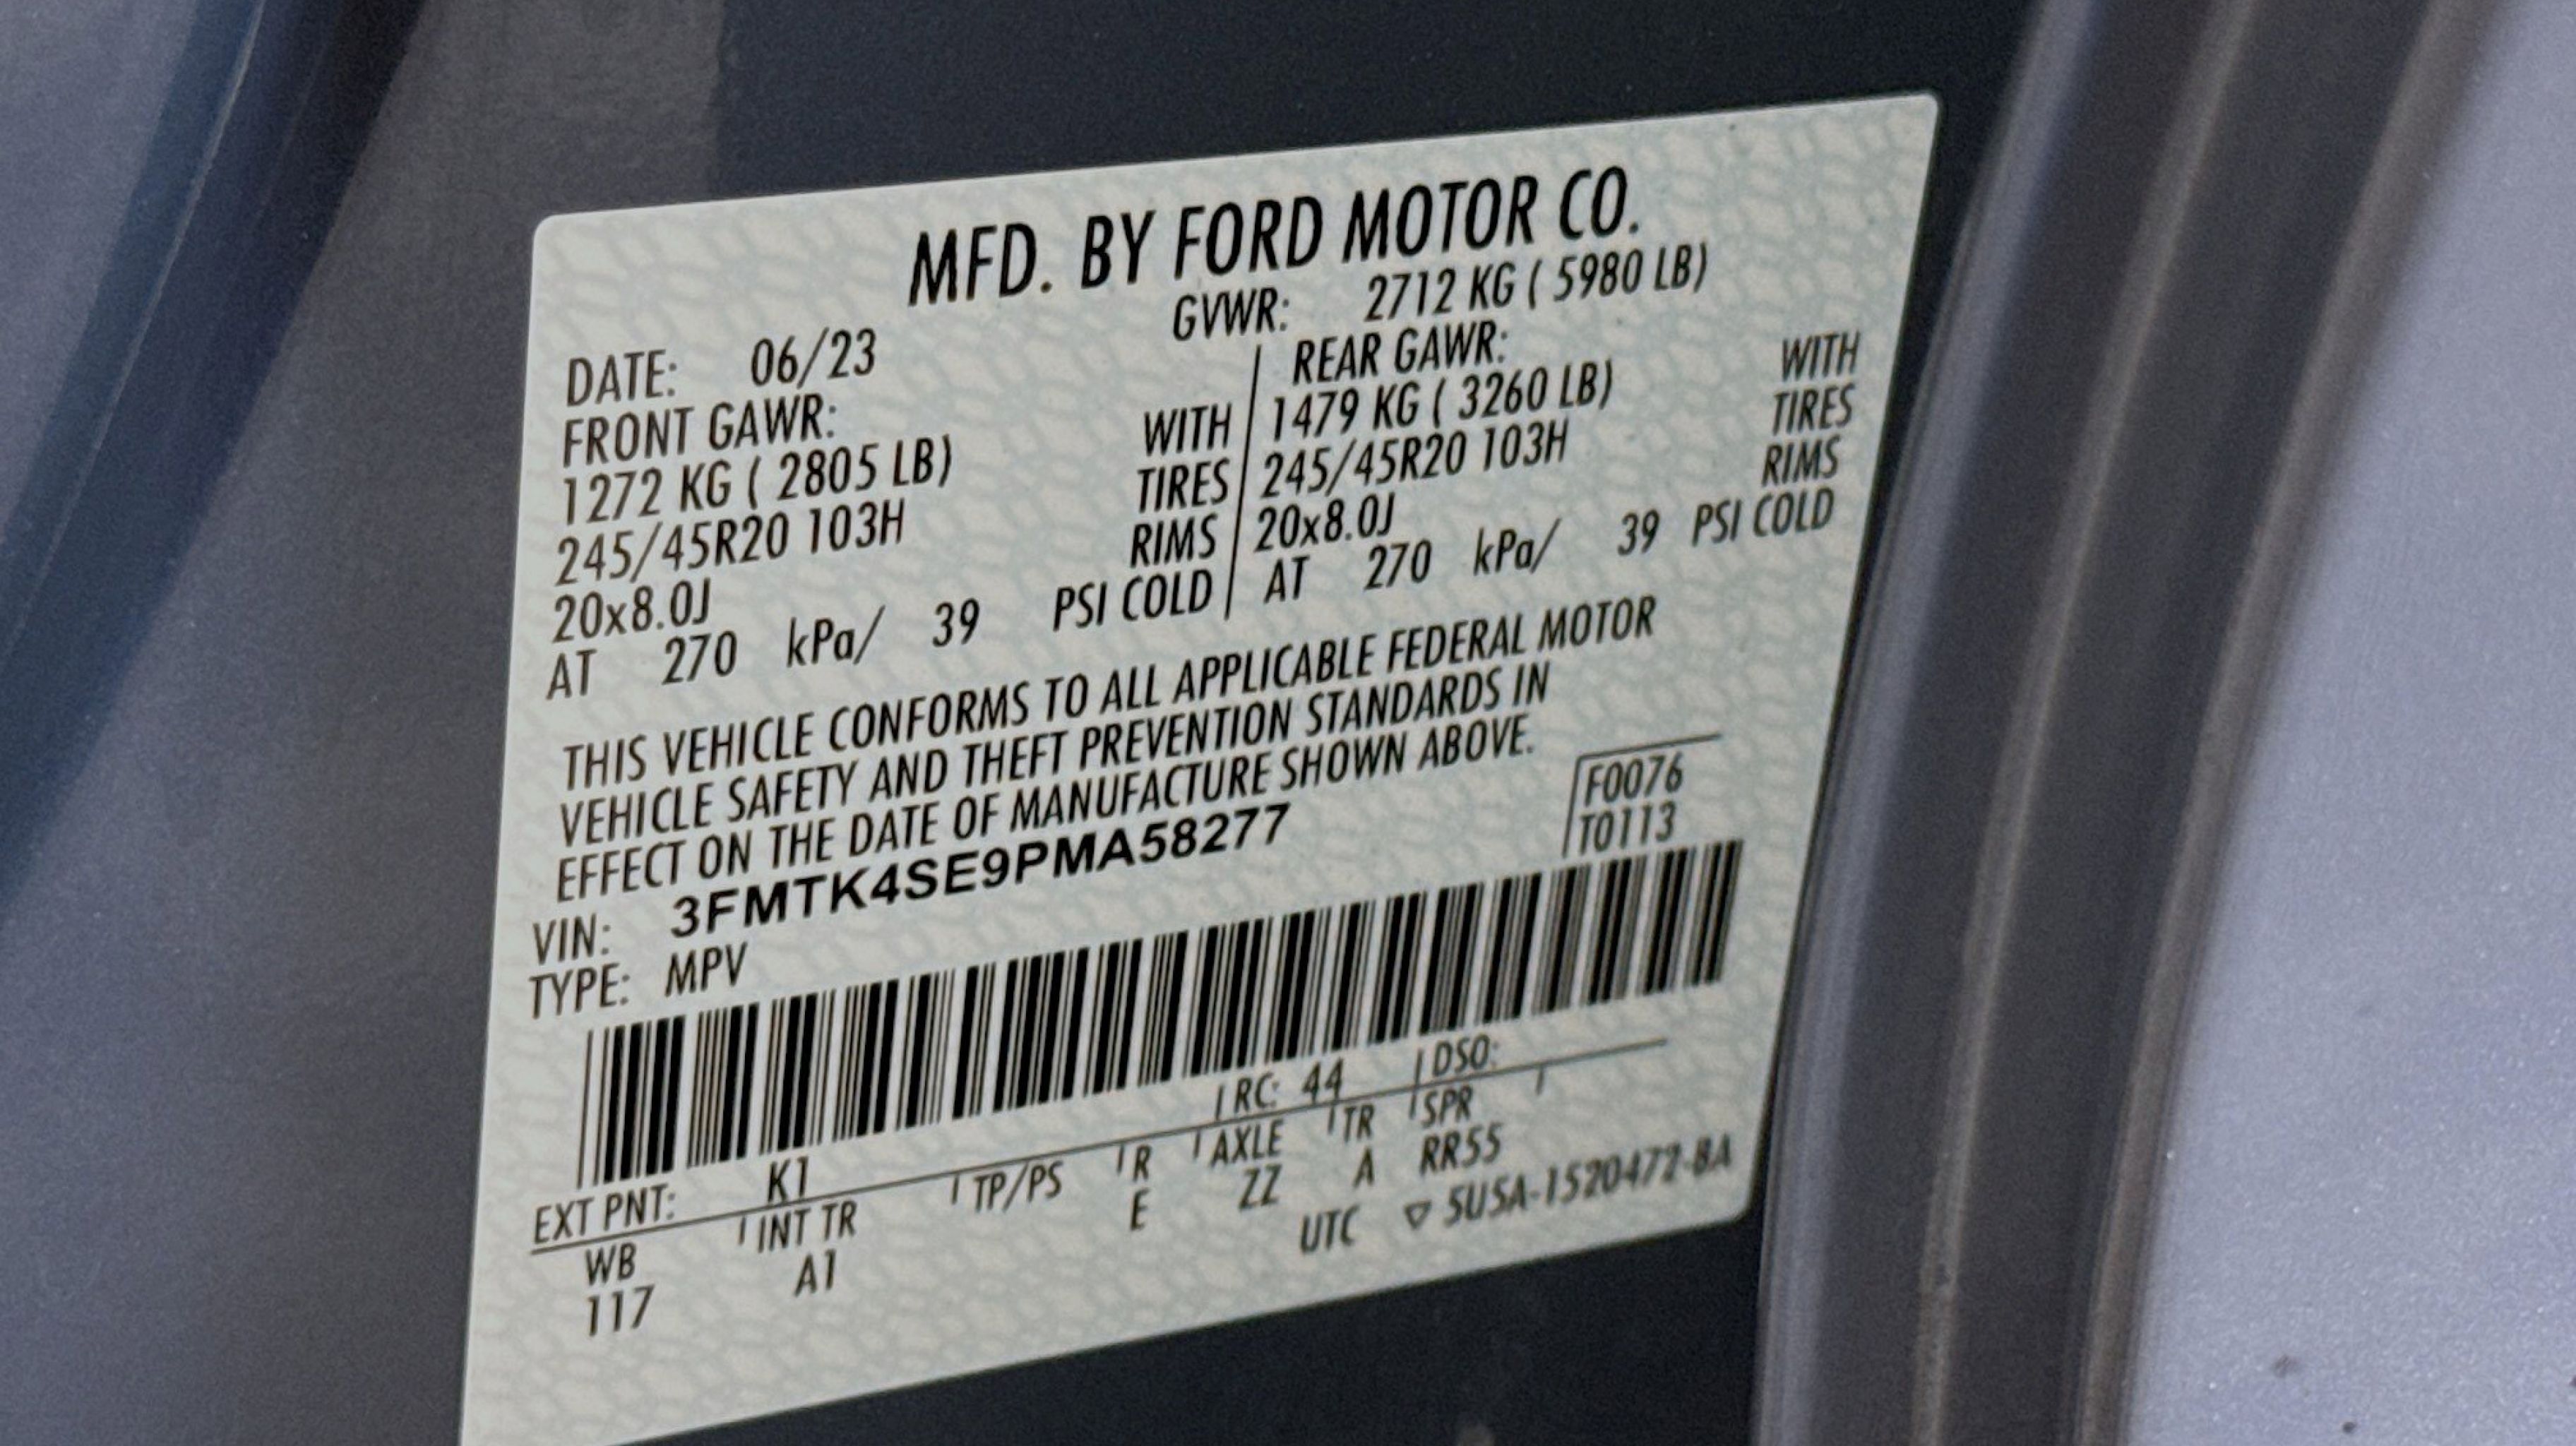 MFD. BY FORD MOTOR CO.
DATE: 06/23 GVWR: 2712 KG ( 5980 LB)
FRONT GAWR: REAR GAWR:
1272 KG ( 2805 LB) WITH 1479 KG ( 3260 LB) WITH
245/45R20 103H TIRES 245/45R20 103H TIRES
20x8.0J RIMS 20x8.0J RIMS
AT 270 kPa/ 39 PSI COLD AT 270 kPa/ 39 PSI COLD
THIS VEHICLE CONFORMS TO ALL APPLICABLE FEDERAL MOTOR
VEHICLE SAFETY AND THEFT PREVENTION STANDARDS IN
EFFECT ON THE DATE OF MANUFACTURE SHOWN ABOVE.
F0076
T0113
VIN: 3FMTK4SE9PMA58277
TYPE: MPV
EXT PNT: K1 RC: 44 DSO:
WB INT TR TP/PS R AXLE TR SPR
117 A1 E ZZ A RR55
UTC ▽ 5U5A-1520472-BA